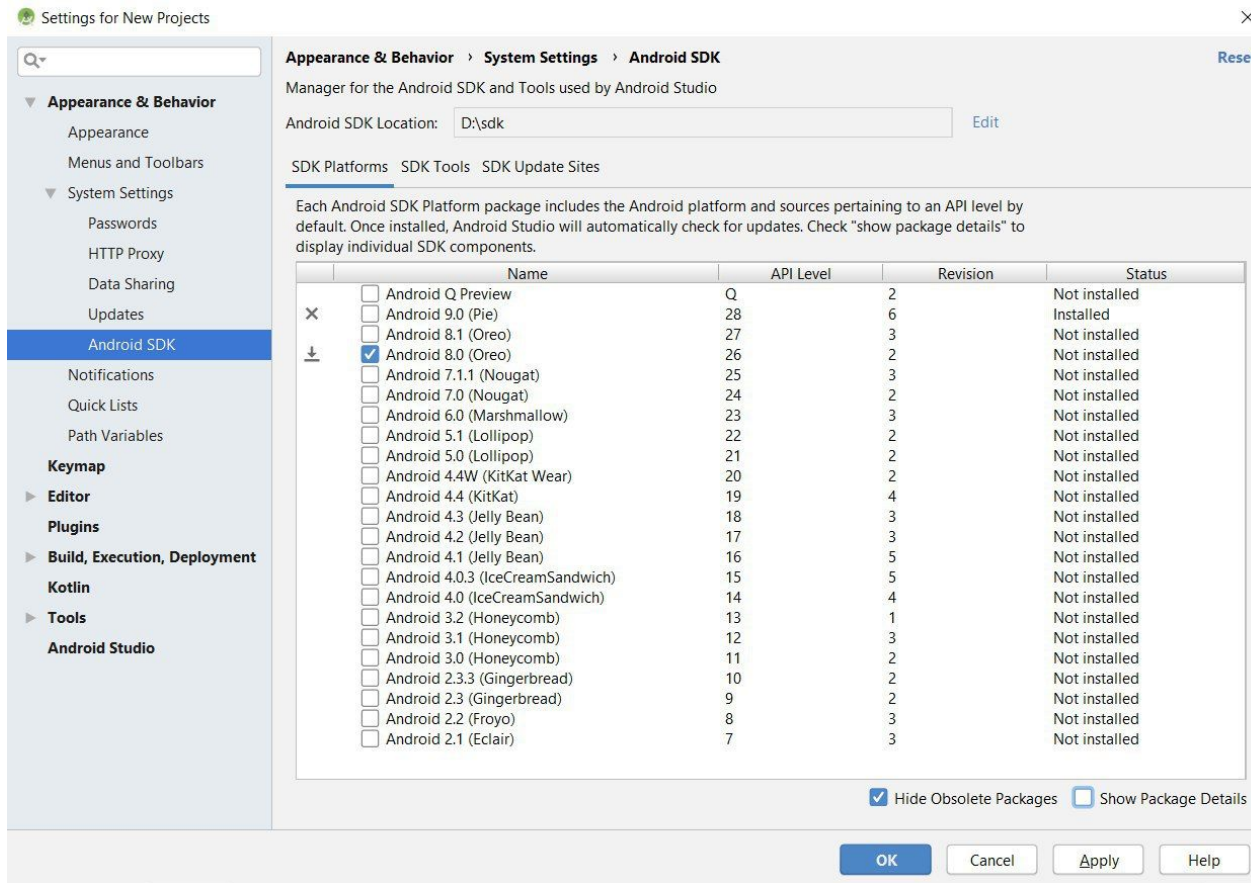 Settings for New Projects
Appearance & Behavior
Appearance
Menus and Toolbars
System Settings
Passwords
HTTP Proxy
Data Sharing
Updates
Android SDK
Notifications
Quick Lists
Path Variables
Keymap
Editor
Plugins
Build, Execution, Deployment
Kotlin
Tools
Android Studio
Appearance & Behavior › System Settings › Android SDK Rese
Manager for the Android SDK and Tools used by Android Studio
Android SDK Location: D:\sdk Edit
SDK Platforms SDK Tools SDK Update Sites
Each Android SDK Platform package includes the Android platform and sources pertaining to an API level by
default. Once installed, Android Studio will automatically check for updates. Check "show package details" to
display individual SDK components.
Name API Level Revision Status
Android Q Preview Q 2 Not installed
Android 9.0 (Pie) 28 6 Installed
Android 8.1 (Oreo) 27 3 Not installed
Android 8.0 (Oreo) 26 2 Not installed
Android 7.1.1 (Nougat) 25 3 Not installed
Android 7.0 (Nougat) 24 2 Not installed
Android 6.0 (Marshmallow) 23 3 Not installed
Android 5.1 (Lollipop) 22 2 Not installed
Android 5.0 (Lollipop) 21 2 Not installed
Android 4.4W (KitKat Wear) 20 2 Not installed
Android 4.4 (KitKat) 19 4 Not installed
Android 4.3 (Jelly Bean) 18 3 Not installed
Android 4.2 (Jelly Bean) 17 3 Not installed
Android 4.1 (Jelly Bean) 16 5 Not installed
Android 4.0.3 (IceCreamSandwich) 15 5 Not installed
Android 4.0 (IceCreamSandwich) 14 4 Not installed
Android 3.2 (Honeycomb) 13 1 Not installed
Android 3.1 (Honeycomb) 12 3 Not installed
Android 3.0 (Honeycomb) 11 2 Not installed
Android 2.3.3 (Gingerbread) 10 2 Not installed
Android 2.3 (Gingerbread) 9 2 Not installed
Android 2.2 (Froyo) 8 3 Not installed
Android 2.1 (Eclair) 7 3 Not installed
Hide Obsolete Packages Show Package Details
OK Cancel Apply Help